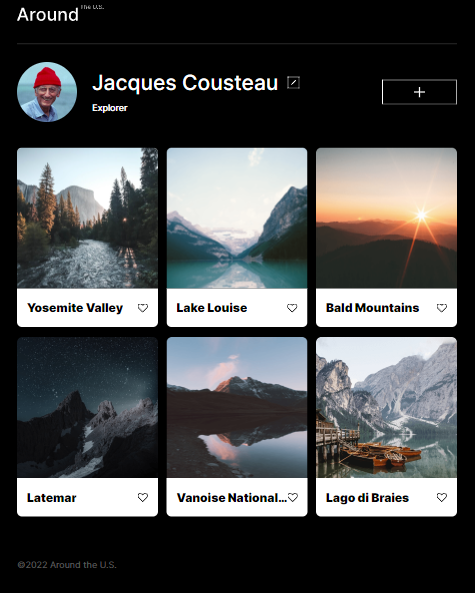 Around The U.S.
Jacques Cousteau
Explorer
Yosemite Valley
Lake Louise
Bald Mountains
Latemar
Vanoise National...
Lago di Braies
©2022 Around the U.S.